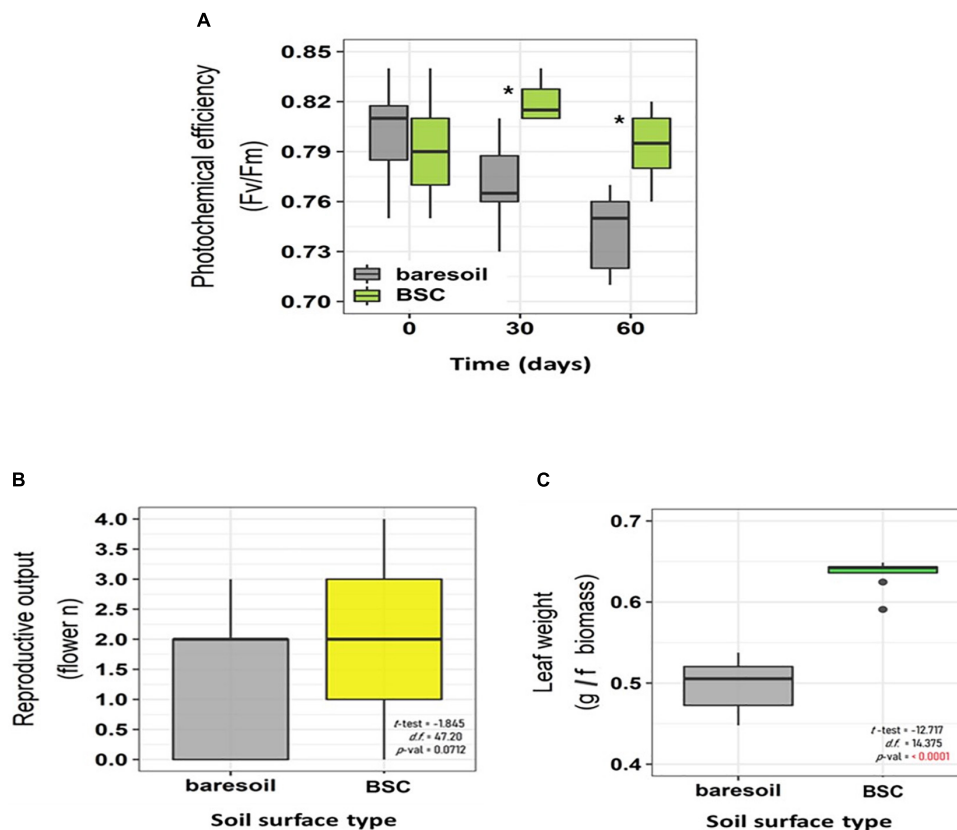 A
Photochemical efficiency
(Fv/Fm)
0.85
0.82
0.79
0.76
0.73
0.70
* *
baresoil
BSC
0 30 60
Time (days)
B
Reproductive output
(flower n)
4.0
3.5
3.0
2.5
2.0
1.5
1.0
0.5
0.0
t-test = -1.845
d.f. = 47.20
p-val = 0.0712
baresoil BSC
Soil surface type
C
Leaf weight
(g / f biomass)
0.7
0.6
0.5
0.4
t-test = -12.717
d.f. = 14.375
p-val = < 0.0001
baresoil BSC
Soil surface type